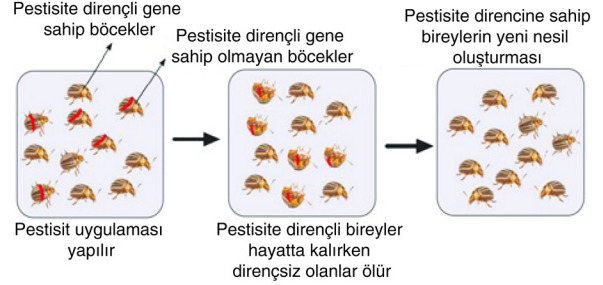 Pestisite dirençli gene
sahip böcekler
Pestisite dirençli gene
sahip olmayan böcekler
Pestisit direncine sahip
bireylerin yeni nesil
oluşturması
Pestisit uygulaması
yapılır
Pestisite dirençli bireyler
hayatta kalırken
dirençsiz olanlar ölür